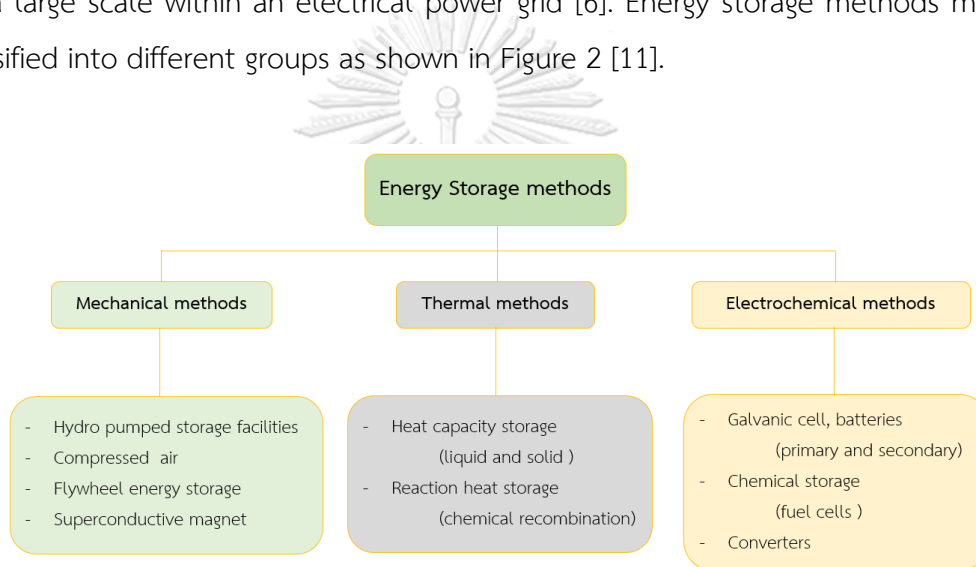 a large scale within an electrical power grid [6]. Energy storage methods m
sified into different groups as shown in Figure 2 [11].
Energy Storage methods
Mechanical methods
Thermal methods
Electrochemical methods
- Hydro pumped storage facilities
- Compressed air
- Flywheel energy storage
- Superconductive magnet
- Heat capacity storage
(liquid and solid )
- Reaction heat storage
(chemical recombination)
- Galvanic cell, batteries
(primary and secondary)
- Chemical storage
(fuel cells )
- Converters